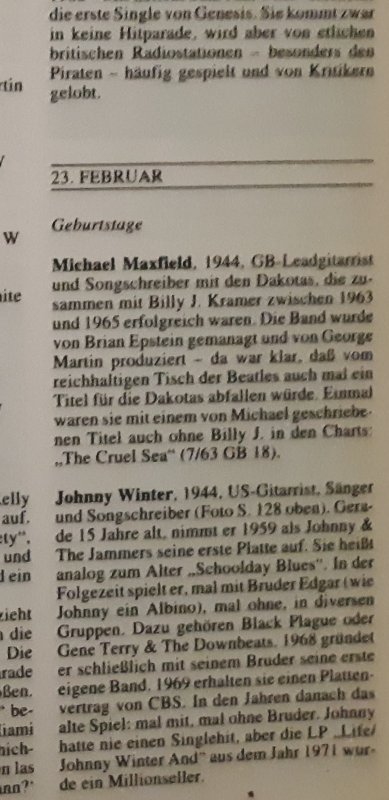 die erste Single von Genesis. Sie kommt zwar
in keine Hitparade, wird aber von etlichen
britischen Radiostationen – besonders den
Piraten – häufig gespielt und von Kritikern
gelobt.
23. FEBRUAR
Geburtstage
Michael Maxfield, 1944, GB-Leadgitarrist
und Songschreiber mit den Dakotas, die zu-
sammen mit Billy J. Kramer zwischen 1963
und 1965 erfolgreich waren. Die Band wurde
von Brian Epstein gemanagt und von George
Martin produziert – da war klar, daß vom
reichhaltigen Tisch der Beatles auch mal ein
Titel für die Dakotas abfallen würde. Einmal
waren sie mit einem von Michael geschriebe-
nen Titel auch ohne Billy J. in den Charts:
„The Cruel Sea“ (7/63 GB 18).
Johnny Winter, 1944, US-Gitarrist, Sänger
und Songschreiber (Foto S. 128 oben). Gera-
de 15 Jahre alt, nimmt er 1959 als Johnny &
The Jammers seine erste Platte auf. Sie heißt
analog zum Alter „Schoolday Blues“. In der
Folgezeit spielt er, mal mit Bruder Edgar (wie
Johnny ein Albino), mal ohne, in diversen
Gruppen. Dazu gehören Black Plague oder
Gene Terry & The Downbeats. 1968 gründet
er schließlich mit seinem Bruder seine erste
eigene Band. 1969 erhalten sie einen Platten-
vertrag von CBS. In den Jahren danach das
alte Spiel: mal mit, mal ohne Bruder. Johnny
hatte nie einen Singlehit, aber die LP „Life/
Johnny Winter And“ aus dem Jahr 1971 wur-
de ein Millionseller.
W
auf.
und
ein
zieht
die
Die
be-
las